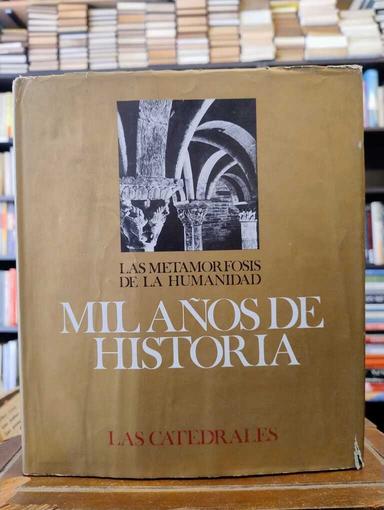 LAS METAMORFOSIS
DE LA HUMANIDAD
MIL AÑOS DE
HISTORIA
LAS CATEDRALES